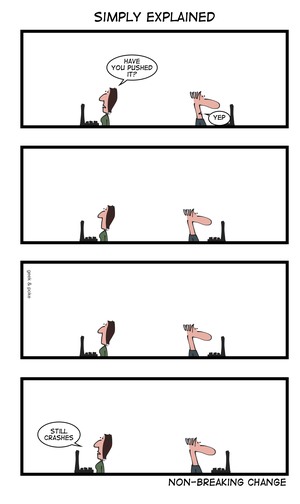 SIMPLY EXPLAINED
HAVE
YOU PUSHED
IT?
YEP
geek & poke
STILL
CRASHES
NON-BREAKING CHANGE